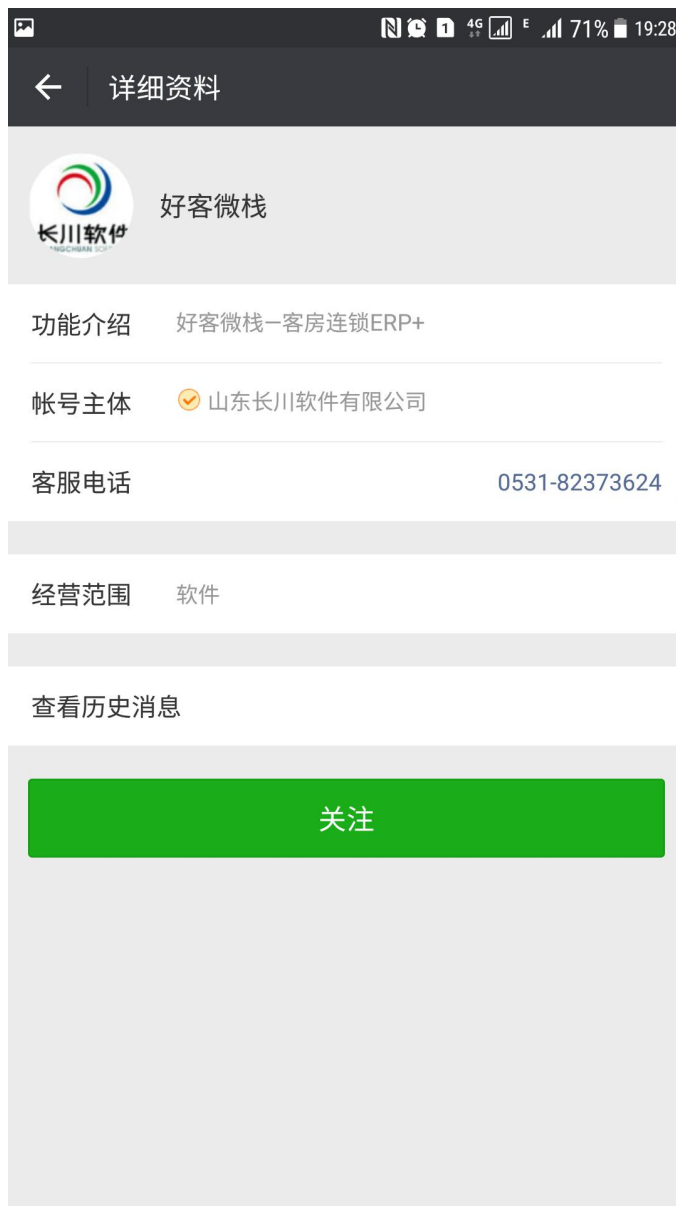 N 1 4G E 71% 19:28
详细资料
长川软件
好客微栈
功能介绍 好客微栈—客房连锁ERP+
帐号主体 山东长川软件有限公司
客服电话 0531-82373624
经营范围 软件
查看历史消息
关注